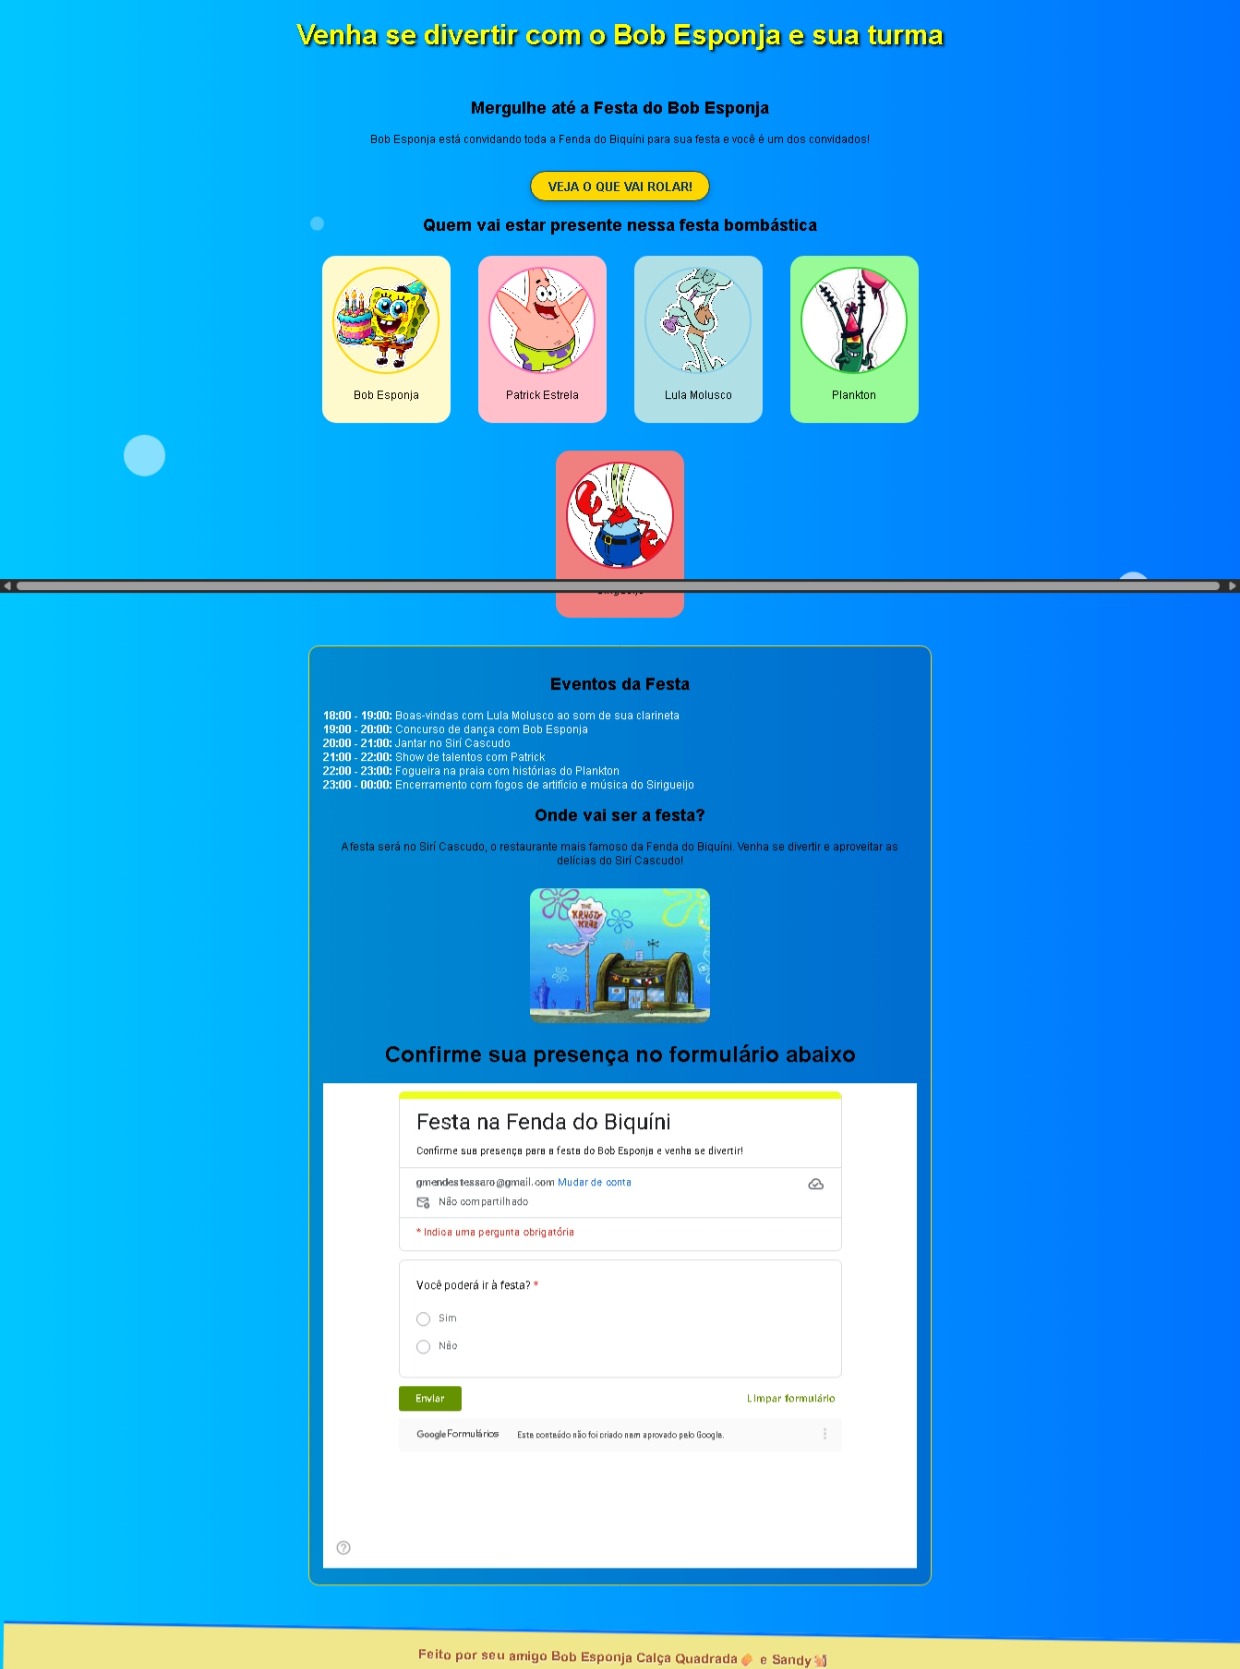 Venha se divertir com o Bob Esponja e sua turma
Mergulhe até a Festa do Bob Esponja
Bob Esponja está convidando toda a Fenda do Biquíni para sua festa e você é um dos convidados!
VEJA O QUE VAI ROLAR!
Quem vai estar presente nessa festa bombástica
Bob Esponja
Patrick Estrela
Lula Molusco
Plankton
Eventos da Festa
18:00 - 19:00: Boas-vindas com Lula Molusco ao som de sua clarineta
19:00 - 20:00: Concurso de dança com Bob Esponja
20:00 - 21:00: Jantar no Sirí Cascudo
21:00 - 22:00: Show de talentos com Patrick
22:00 - 23:00: Fogueira na praia com histórias do Plankton
23:00 - 00:00: Encerramento com fogos de artifício e música do Sirigueijo
Onde vai ser a festa?
A festa será no Sirí Cascudo, o restaurante mais famoso da Fenda do Biquíni. Venha se divertir e aproveitar as
delícias do Sirí Cascudo!
THE
KRUSTY
KRAB
Confirme sua presença no formulário abaixo
Festa na Fenda do Biquíni
Confirme sua presença para a festa do Bob Esponja e venha se divertir!
gmendestessaro@gmail.com Mudar de conta
Não compartilhado
* Indica uma pergunta obrigatória
Você poderá ir à festa? *
Sim
Não
Enviar
Limpar formulário
Google Formulários
Este conteúdo não foi criado nem aprovado pelo Google.
Feito por seu amigo Bob Esponja Calça Quadrada e Sandy